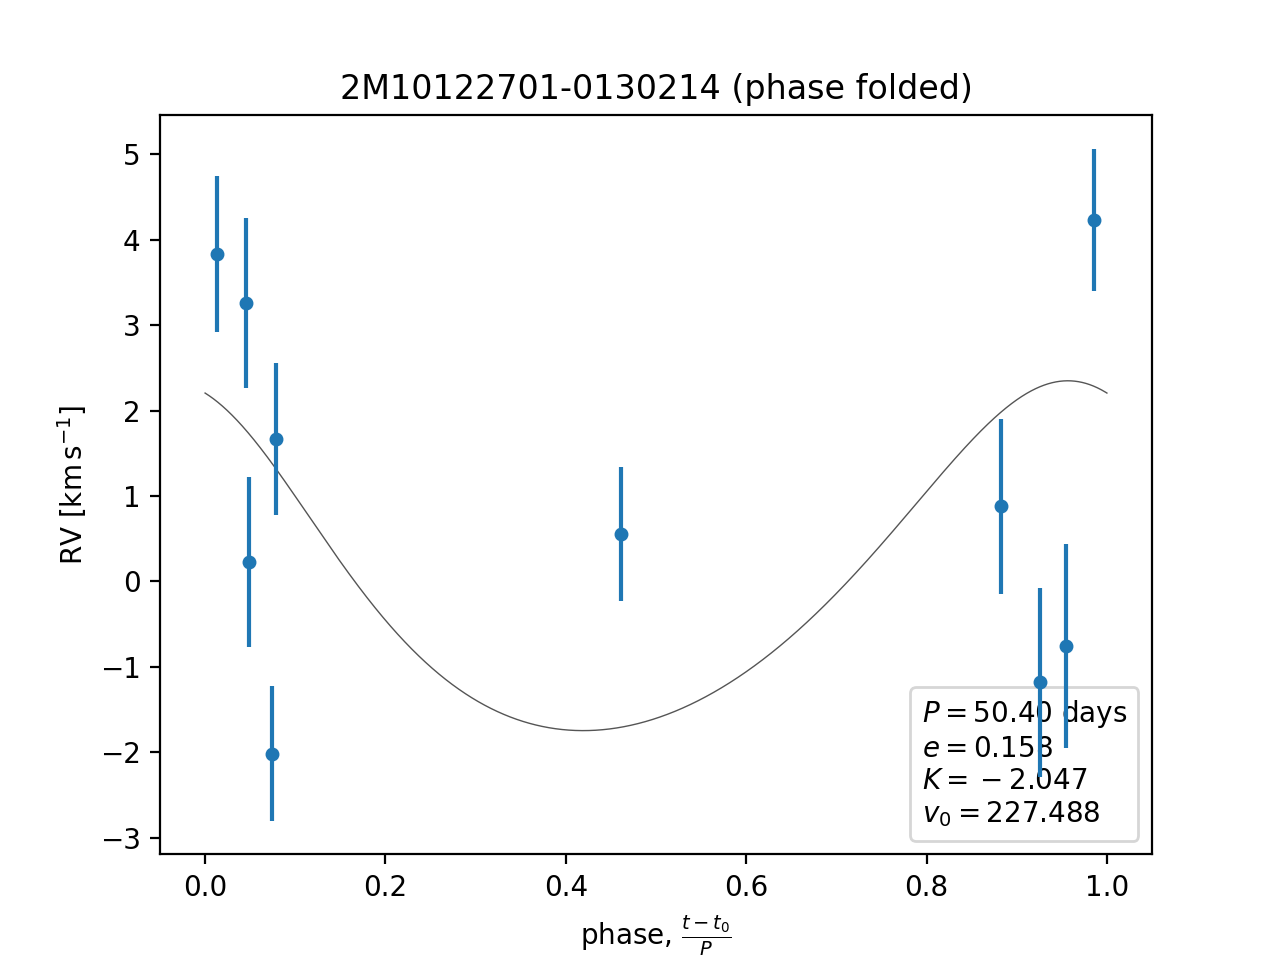 2M10122701-0130214 (phase folded)
RV [km s⁻¹]
5
4
3
2
1
0
−1
−2
−3
P = 50.40 days
e = 0.158
K = −2.047
v₀ = 227.488
0.0 0.2 0.4 0.6 0.8 1.0
phase, (t − t₀)/P